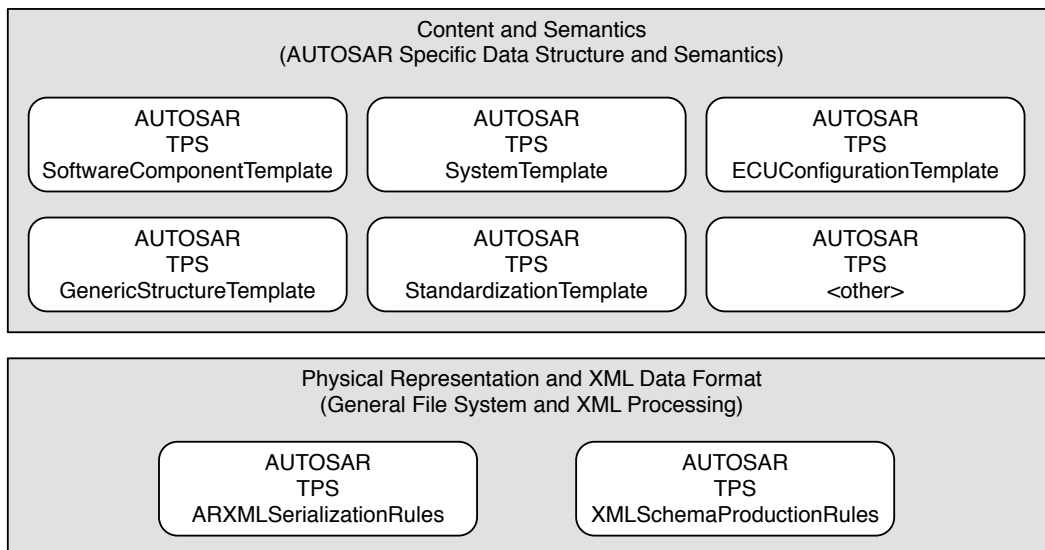 Content and Semantics
(AUTOSAR Specific Data Structure and Semantics)
AUTOSAR
TPS
SoftwareComponentTemplate
AUTOSAR
TPS
SystemTemplate
AUTOSAR
TPS
ECUConfigurationTemplate
AUTOSAR
TPS
GenericStructureTemplate
AUTOSAR
TPS
StandardizationTemplate
AUTOSAR
TPS
<other>
Physical Representation and XML Data Format
(General File System and XML Processing)
AUTOSAR
TPS
ARXMLSerializationRules
AUTOSAR
TPS
XMLSchemaProductionRules